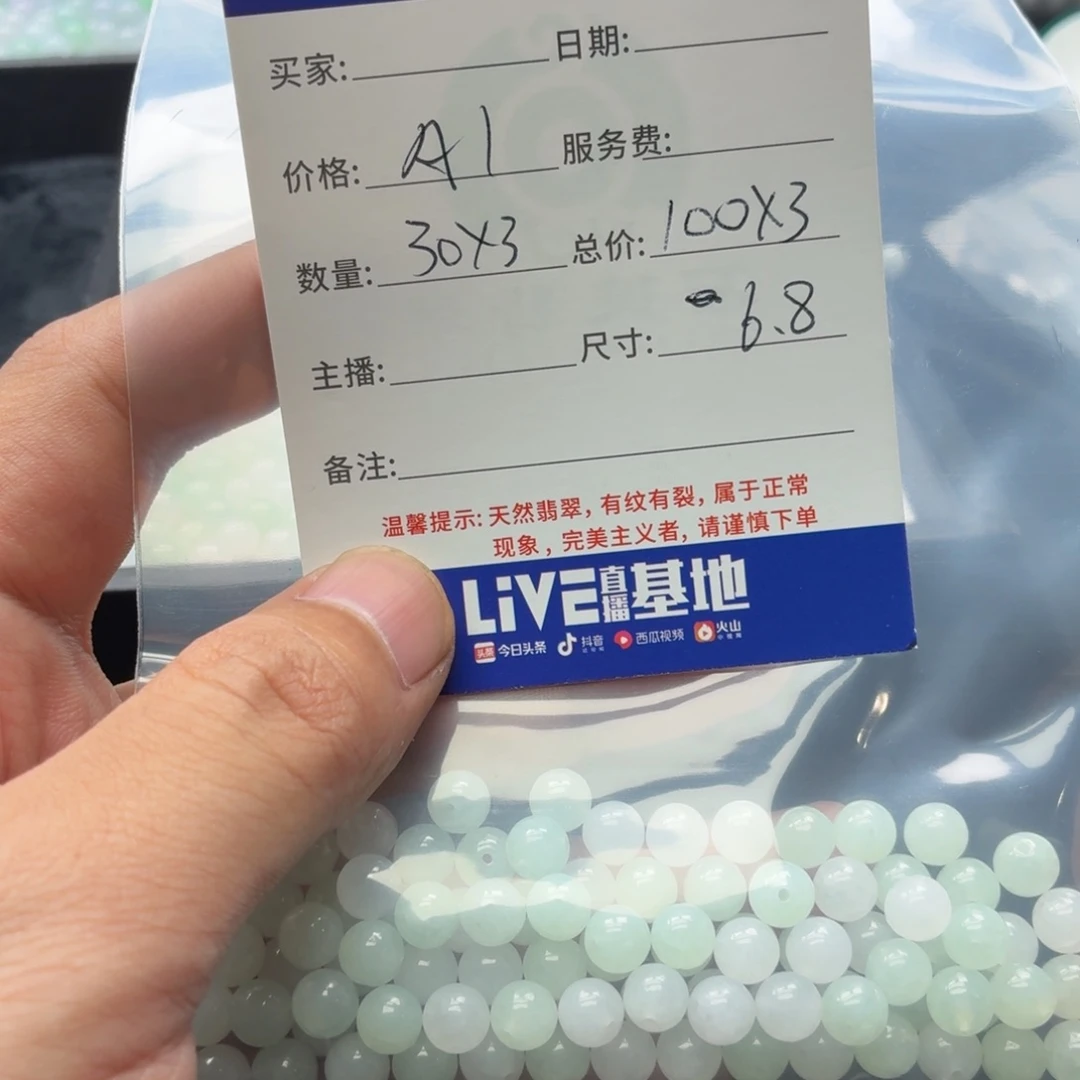 买家: 日期:
价格: A1 服务费:
数量: 30X3 总价: 100X3
主播: 尺寸: 6.8
备注:
温馨提示: 天然翡翠, 有纹有裂, 属于正常
现象, 完美主义者, 请谨慎下单
LiVE直播基地
头条 今日头条 抖音 西瓜视频 火山